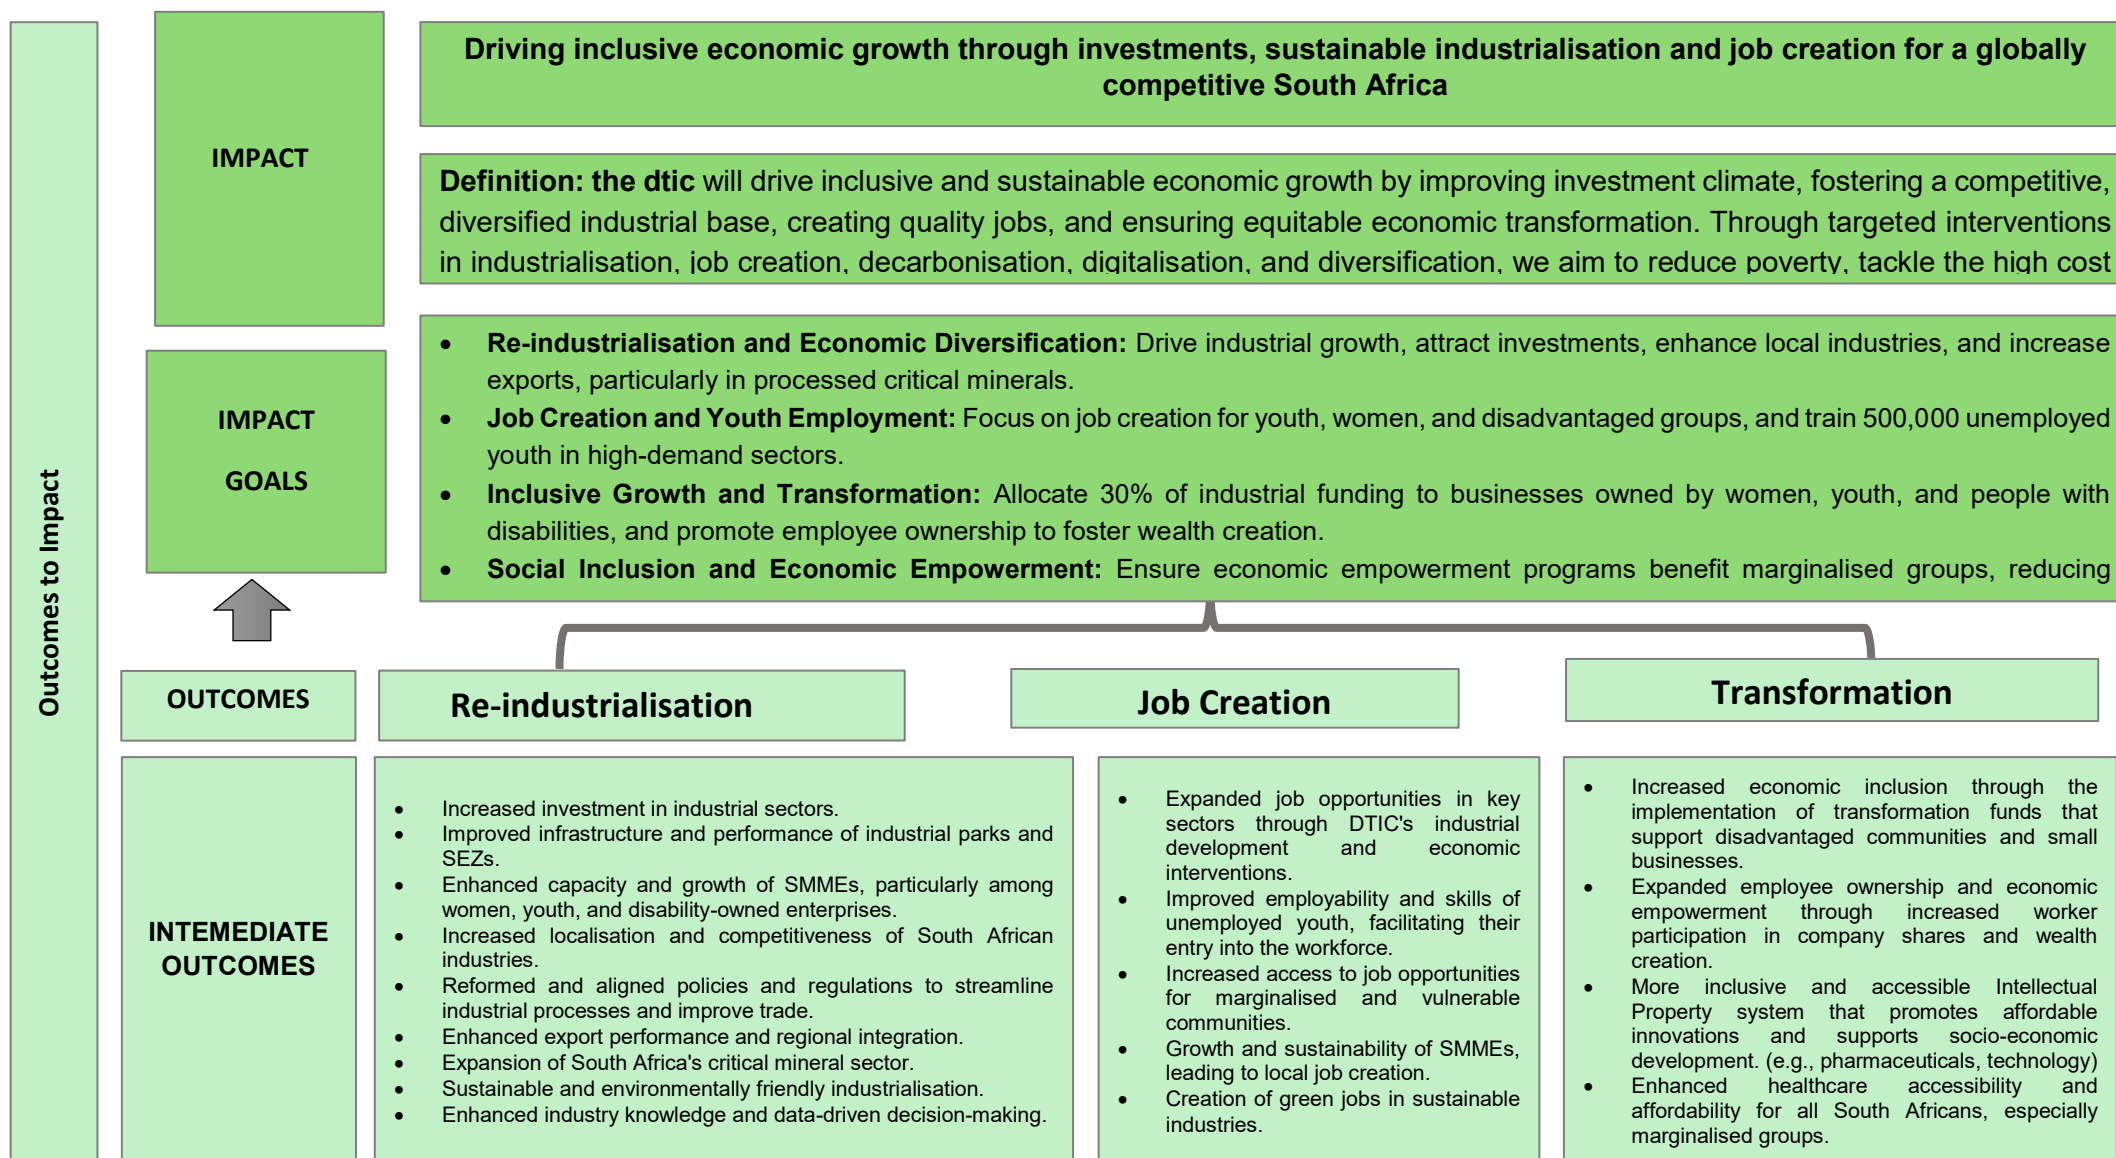 Outcomes to Impact
IMPACT
Driving inclusive economic growth through investments, sustainable industrialisation and job creation for a globally
competitive South Africa
Definition: the dtic will drive inclusive and sustainable economic growth by improving investment climate, fostering a competitive,
diversified industrial base, creating quality jobs, and ensuring equitable economic transformation. Through targeted interventions
in industrialisation, job creation, decarbonisation, digitalisation, and diversification, we aim to reduce poverty, tackle the high cost
IMPACT
GOALS
• Re-industrialisation and Economic Diversification: Drive industrial growth, attract investments, enhance local industries, and increase
exports, particularly in processed critical minerals.
• Job Creation and Youth Employment: Focus on job creation for youth, women, and disadvantaged groups, and train 500,000 unemployed
youth in high-demand sectors.
• Inclusive Growth and Transformation: Allocate 30% of industrial funding to businesses owned by women, youth, and people with
disabilities, and promote employee ownership to foster wealth creation.
• Social Inclusion and Economic Empowerment: Ensure economic empowerment programs benefit marginalised groups, reducing
OUTCOMES
Re-industrialisation
Job Creation
Transformation
INTEMEDIATE
OUTCOMES
• Increased investment in industrial sectors.
• Improved infrastructure and performance of industrial parks and
SEZs.
• Enhanced capacity and growth of SMMEs, particularly among
women, youth, and disability-owned enterprises.
• Increased localisation and competitiveness of South African
industries.
• Reformed and aligned policies and regulations to streamline
industrial processes and improve trade.
• Enhanced export performance and regional integration.
• Expansion of South Africa's critical mineral sector.
• Sustainable and environmentally friendly industrialisation.
• Enhanced industry knowledge and data-driven decision-making.
• Expanded job opportunities in key
sectors through DTIC's industrial
development and economic
interventions.
• Improved employability and skills of
unemployed youth, facilitating their
entry into the workforce.
• Increased access to job opportunities
for marginalised and vulnerable
communities.
• Growth and sustainability of SMMEs,
leading to local job creation.
• Creation of green jobs in sustainable
industries.
• Increased economic inclusion through the
implementation of transformation funds that
support disadvantaged communities and small
businesses.
• Expanded employee ownership and economic
empowerment through increased worker
participation in company shares and wealth
creation.
• More inclusive and accessible Intellectual
Property system that promotes affordable
innovations and supports socio-economic
development. (e.g., pharmaceuticals, technology)
• Enhanced healthcare accessibility and
affordability for all South Africans, especially
marginalised groups.